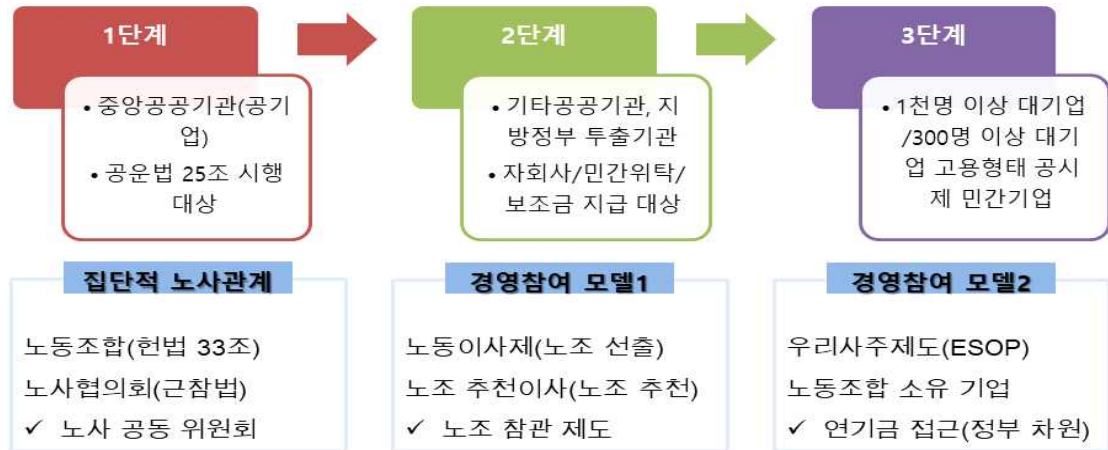 1단계
• 중앙공공기관(공기
업)
• 공운법 25조 시행
대상
2단계
• 기타공공기관, 지
방정부 투출기관
• 자회사/민간위탁/
보조금 지급 대상
3단계
• 1천명 이상 대기업
/300명 이상 대기
업 고용형태 공시
제 민간기업
집단적 노사관계
노동조합(헌법 33조)
노사협의회(근참법)
✓ 노사 공동 위원회
경영참여 모델1
노동이사제(노조 선출)
노조 추천이사(노조 추천)
✓ 노조 참관 제도
경영참여 모델2
우리사주제도(ESOP)
노동조합 소유 기업
✓ 연기금 접근(정부 차원)